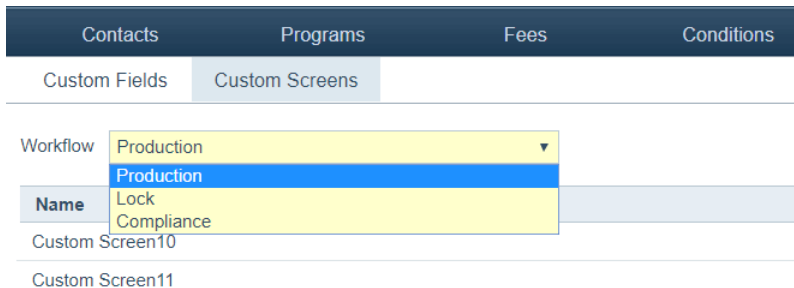 Contacts Programs Fees Conditions
Custom Fields Custom Screens
Workflow Production
Production
Lock
Name
Compliance
Custom Screen10
Custom Screen11